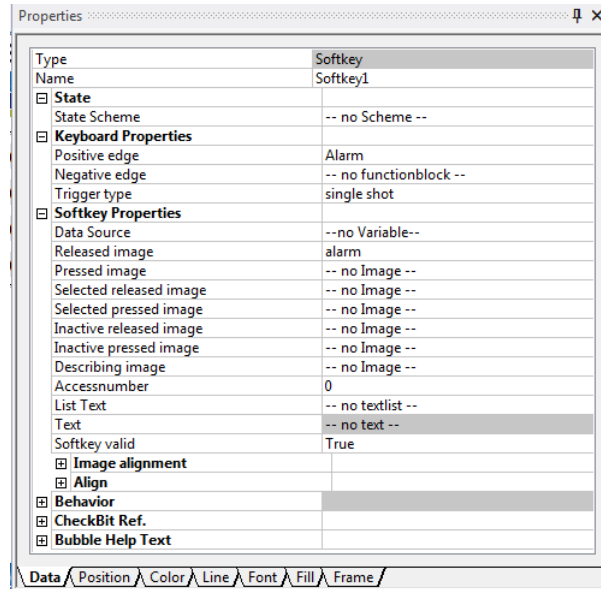 Properties
Type Softkey
Name Softkey1
State
State Scheme -- no Scheme --
Keyboard Properties
Positive edge Alarm
Negative edge -- no functionblock --
Trigger type single shot
Softkey Properties
Data Source --no Variable--
Released image alarm
Pressed image -- no Image --
Selected released image -- no Image --
Selected pressed image -- no Image --
Inactive released image -- no Image --
Inactive pressed image -- no Image --
Describing image -- no Image --
Accessnumber 0
List Text -- no textlist --
Text -- no text --
Softkey valid True
Image alignment
Align
Behavior
CheckBit Ref.
Bubble Help Text
Data Position Color Line Font Fill Frame